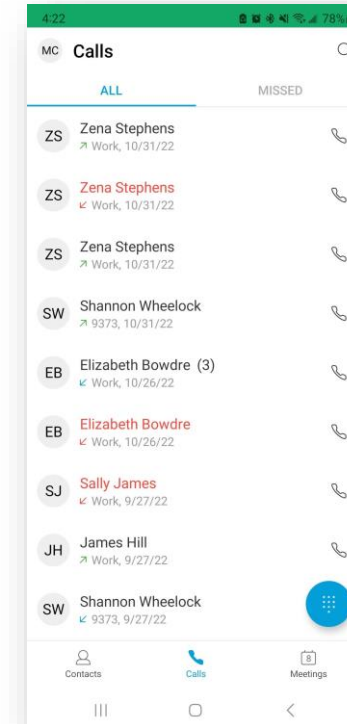 4:22 78%
MC Calls
ALL MISSED
ZS Zena Stephens
Work, 10/31/22
ZS Zena Stephens
Work, 10/31/22
ZS Zena Stephens
Work, 10/31/22
SW Shannon Wheelock
9373, 10/31/22
EB Elizabeth Bowdre (3)
Work, 10/26/22
EB Elizabeth Bowdre
Work, 10/26/22
SJ Sally James
Work, 9/27/22
JH James Hill
Work, 9/27/22
SW Shannon Wheelock
9373, 9/27/22
8
Contacts Calls Meetings